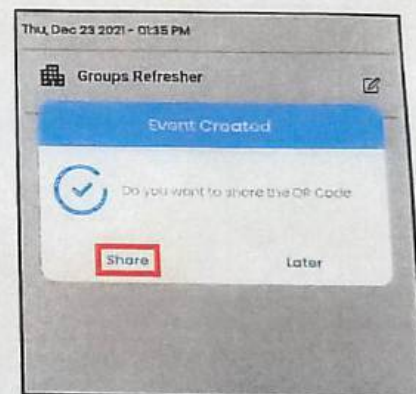 Thu, Dec 23 2021 - 01:35 PM
Groups Refresher
Event Created
Do you want to share the QR Code
Share
Later